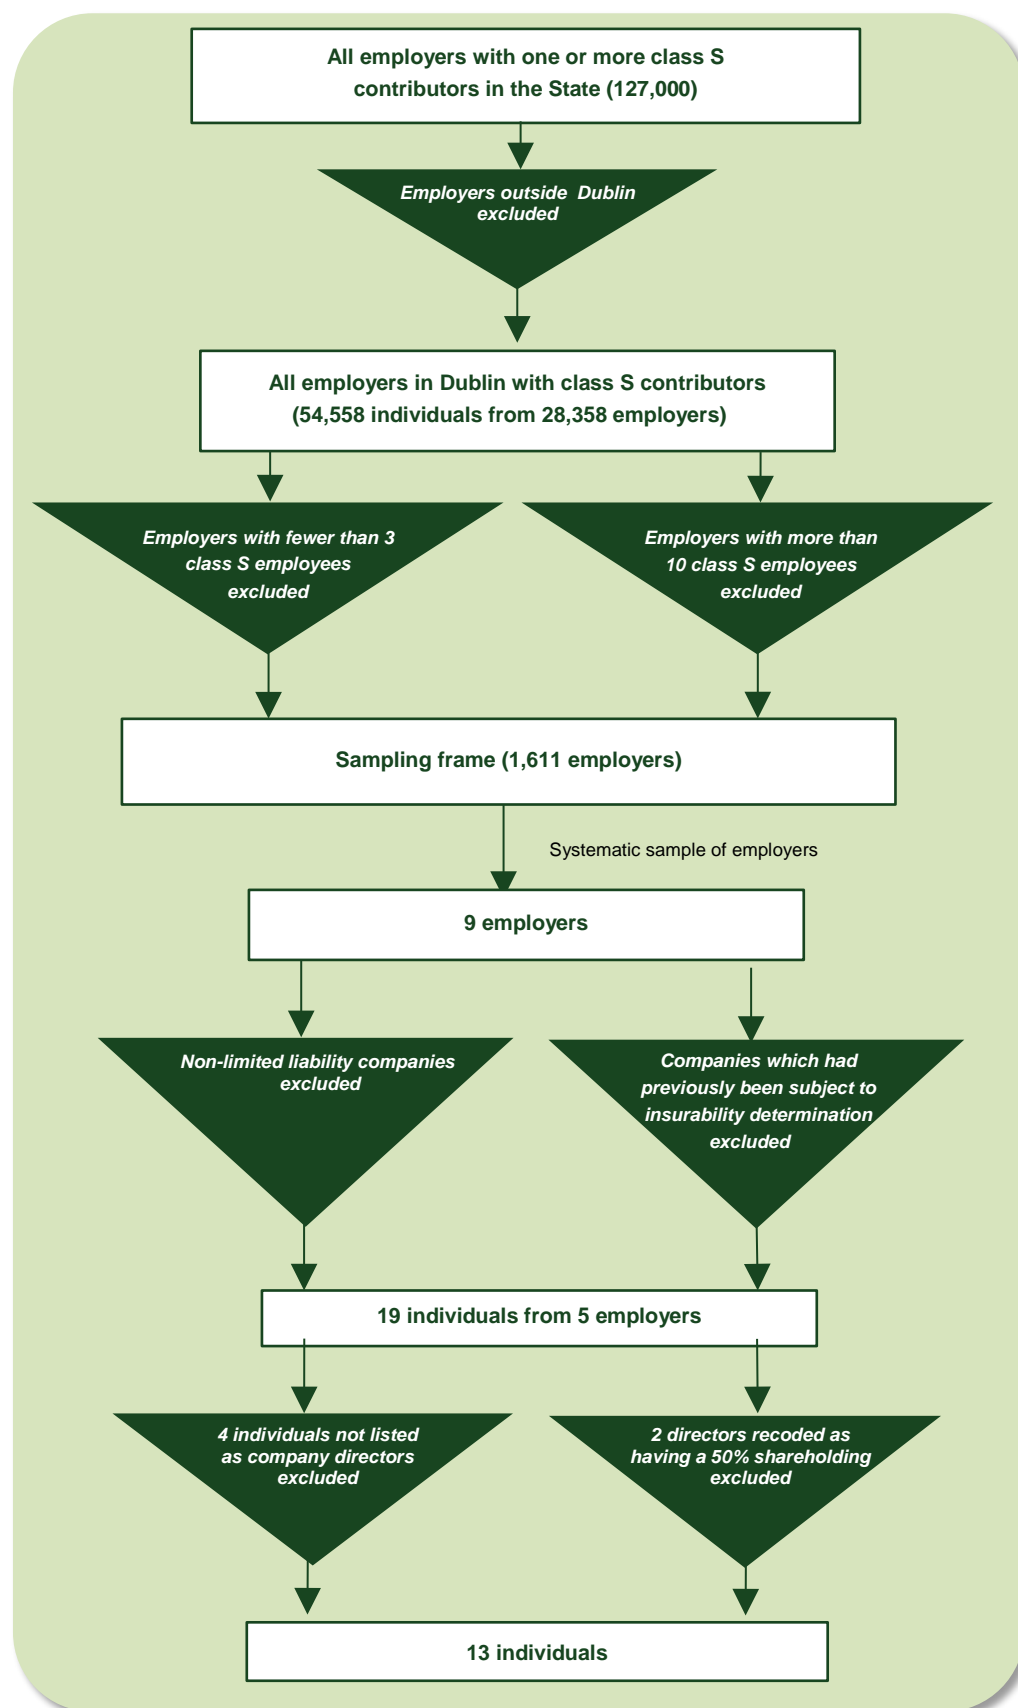 All employers with one or more class S
contributors in the State (127,000)
Employers outside Dublin
excluded
All employers in Dublin with class S contributors
(54,558 individuals from 28,358 employers)
Employers with fewer than 3
class S employees
excluded
Employers with more than
10 class S employees
excluded
Sampling frame (1,611 employers)
Systematic sample of employers
9 employers
Non-limited liability companies
excluded
Companies which had
previously been subject to
insurability determination
excluded
19 individuals from 5 employers
4 individuals not listed
as company directors
excluded
2 directors recoded as
having a 50% shareholding
excluded
13 individuals